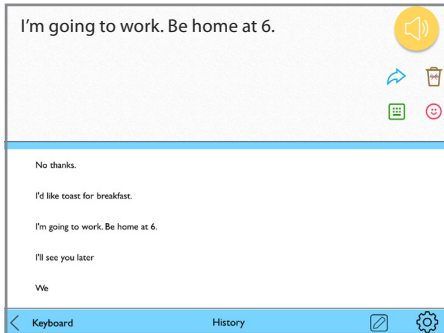 I'm going to work. Be home at 6.
No thanks.
I'd like toast for breakfast.
I'm going to work. Be home at 6.
I'll see you later
We
Keyboard History